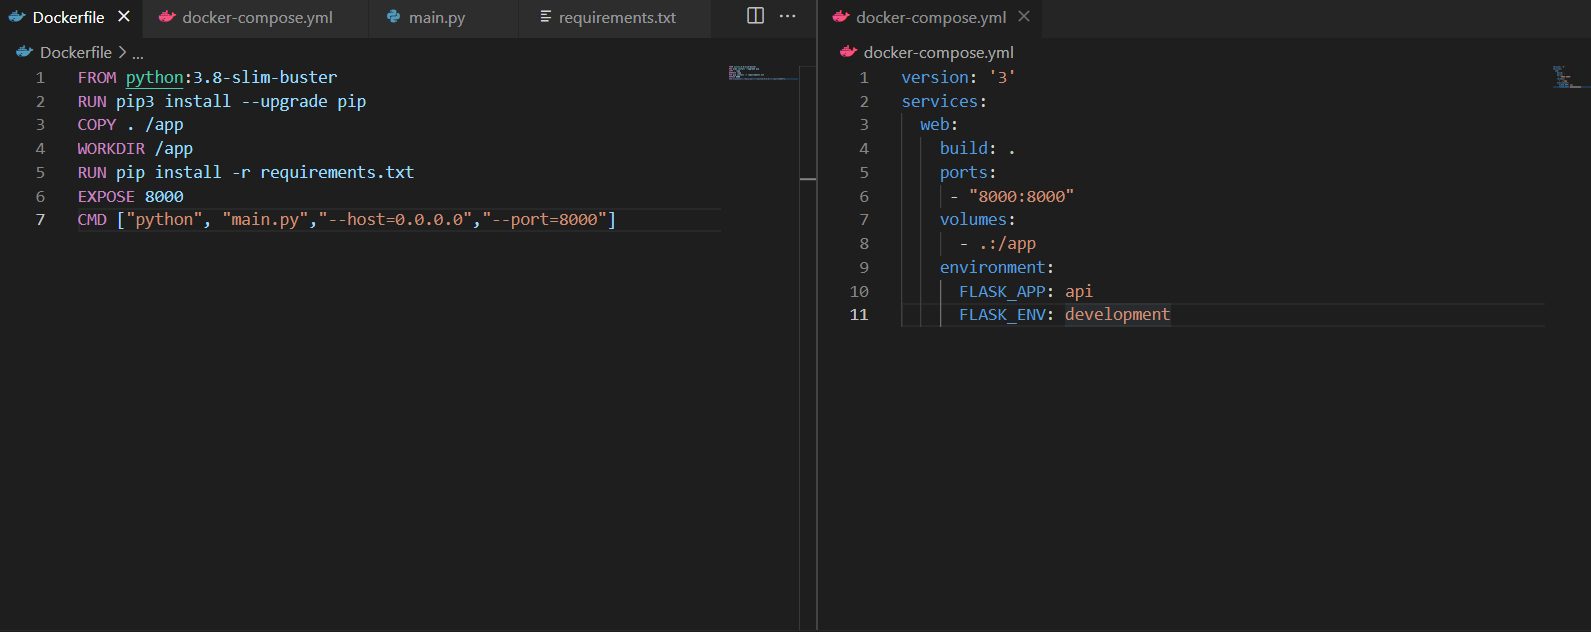 Dockerfile docker-compose.yml main.py requirements.txt
Dockerfile > ...
1 FROM python:3.8-slim-buster
2 RUN pip3 install --upgrade pip
3 COPY . /app
4 WORKDIR /app
5 RUN pip install -r requirements.txt
6 EXPOSE 8000
7 CMD ["python", "main.py","--host=0.0.0.0","--port=8000"]
docker-compose.yml
docker-compose.yml
1 version: '3'
2 services:
3 web:
4 build: .
5 ports:
6 - "8000:8000"
7 volumes:
8 - .:/app
9 environment:
10 FLASK_APP: api
11 FLASK_ENV: development